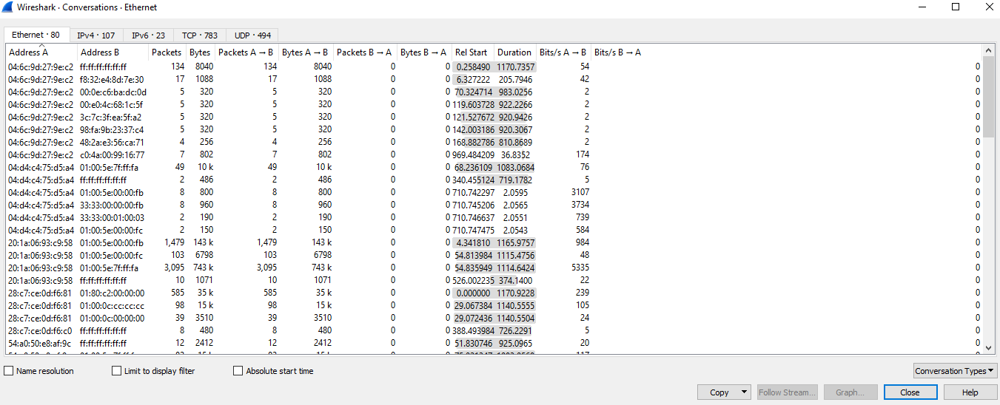 Wireshark · Conversations · Ethernet
Ethernet · 80 IPv4 · 107 IPv6 · 23 TCP · 783 UDP · 494
Address A Address B Packets Bytes Packets A → B Bytes A → B Packets B → A Bytes B → A Rel Start Duration Bits/s A → B Bits/s B → A
04:6c:9d:27:9e:c2 ff:ff:ff:ff:ff:ff 134 8040 134 8040 0 0 0.258490 1170.7357 54 0
04:6c:9d:27:9e:c2 f8:32:e4:8d:7e:30 17 1088 17 1088 0 0 6.327222 205.7946 42 0
04:6c:9d:27:9e:c2 00:0e:c6:ba:dc:0d 5 320 5 320 0 0 70.324714 983.0256 2 0
04:6c:9d:27:9e:c2 00:e0:4c:68:1c:5f 5 320 5 320 0 0 119.603728 922.2266 2 0
04:6c:9d:27:9e:c2 3c:7c:3f:ea:5f:a2 5 320 5 320 0 0 121.527672 920.9426 2 0
04:6c:9d:27:9e:c2 98:fa:9b:23:37:c4 5 320 5 320 0 0 142.003186 920.3067 2 0
04:6c:9d:27:9e:c2 48:2a:e3:56:ca:71 4 256 4 256 0 0 168.882786 810.8689 2 0
04:6c:9d:27:9e:c2 c0:4a:00:99:16:77 7 802 7 802 0 0 969.484209 36.8352 174 0
04:d4:c4:75:d5:a4 01:00:5e:7f:ff:fa 49 10 k 49 10 k 0 0 68.236109 1083.0684 76 0
04:d4:c4:75:d5:a4 ff:ff:ff:ff:ff:ff 2 486 2 486 0 0 340.455124 719.1782 5 0
04:d4:c4:75:d5:a4 01:00:5e:00:00:fb 8 800 8 800 0 0 710.742297 2.0595 3107 0
04:d4:c4:75:d5:a4 33:33:00:00:00:fb 8 960 8 960 0 0 710.745206 2.0565 3734 0
04:d4:c4:75:d5:a4 33:33:00:01:00:03 2 190 2 190 0 0 710.746637 2.0551 739 0
04:d4:c4:75:d5:a4 01:00:5e:00:00:fc 2 150 2 150 0 0 710.747475 2.0543 584 0
20:1a:06:93:c9:58 01:00:5e:00:00:fb 1,479 143 k 1,479 143 k 0 0 4.341810 1165.9757 984 0
20:1a:06:93:c9:58 01:00:5e:00:00:fc 103 6798 103 6798 0 0 54.813984 1115.4756 48 0
20:1a:06:93:c9:58 01:00:5e:7f:ff:fa 3,095 743 k 3,095 743 k 0 0 54.835949 1114.6424 5335 0
20:1a:06:93:c9:58 ff:ff:ff:ff:ff:ff 10 1071 10 1071 0 0 526.002235 374.1400 22 0
28:c7:ce:0d:f6:81 01:80:c2:00:00:00 585 35 k 585 35 k 0 0 0.000000 1170.9228 239 0
28:c7:ce:0d:f6:81 01:00:0c:cc:cc:cc 98 15 k 98 15 k 0 0 29.067384 1140.5555 105 0
28:c7:ce:0d:f6:81 01:00:0c:00:00:00 39 3510 39 3510 0 0 29.072436 1140.5504 24 0
28:c7:ce:0d:f6:c0 ff:ff:ff:ff:ff:ff 8 480 8 480 0 0 388.493984 726.2291 5 0
54:a0:50:e8:af:9c ff:ff:ff:ff:ff:ff 12 2412 12 2412 0 0 51.830746 925.0965 20 0
Name resolution Limit to display filter Absolute start time Conversation Types
Copy Follow Stream... Graph... Close Help